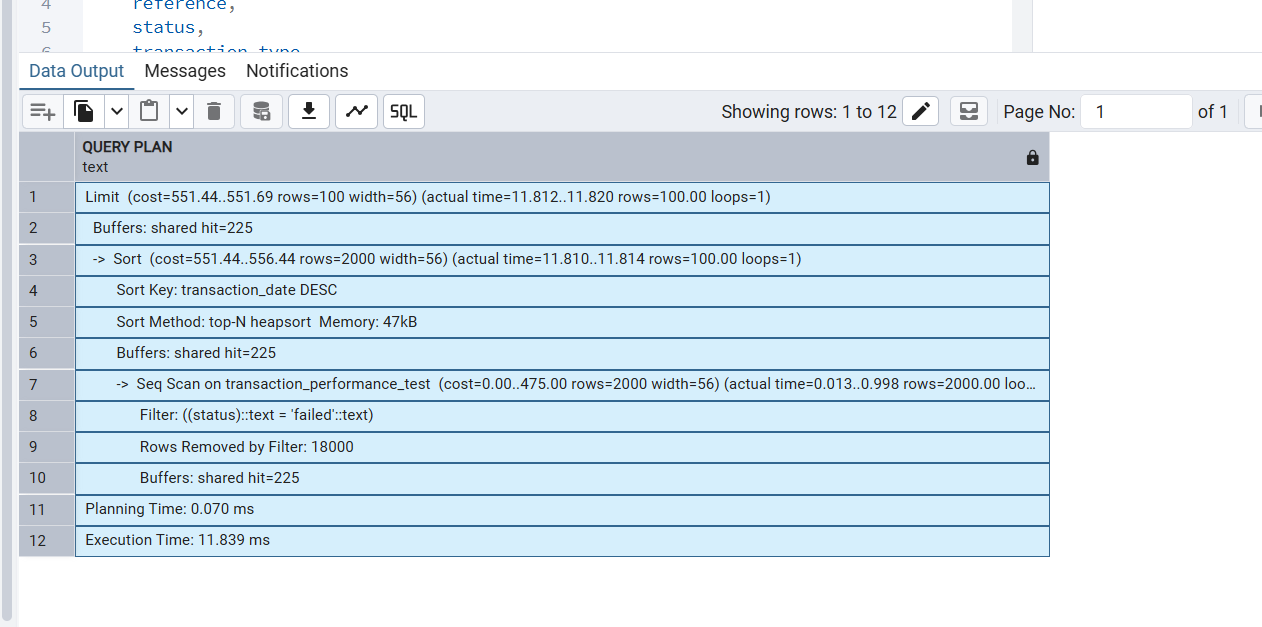 4 reference,
5 status,
6 transaction_type
Data Output Messages Notifications
SQL Showing rows: 1 to 12 Page No: 1 of 1
QUERY PLAN
text
1 Limit (cost=551.44..551.69 rows=100 width=56) (actual time=11.812..11.820 rows=100.00 loops=1)
2 Buffers: shared hit=225
3 -> Sort (cost=551.44..556.44 rows=2000 width=56) (actual time=11.810..11.814 rows=100.00 loops=1)
4 Sort Key: transaction_date DESC
5 Sort Method: top-N heapsort Memory: 47kB
6 Buffers: shared hit=225
7 -> Seq Scan on transaction_performance_test (cost=0.00..475.00 rows=2000 width=56) (actual time=0.013..0.998 rows=2000.00 loo...
8 Filter: ((status)::text = 'failed'::text)
9 Rows Removed by Filter: 18000
10 Buffers: shared hit=225
11 Planning Time: 0.070 ms
12 Execution Time: 11.839 ms